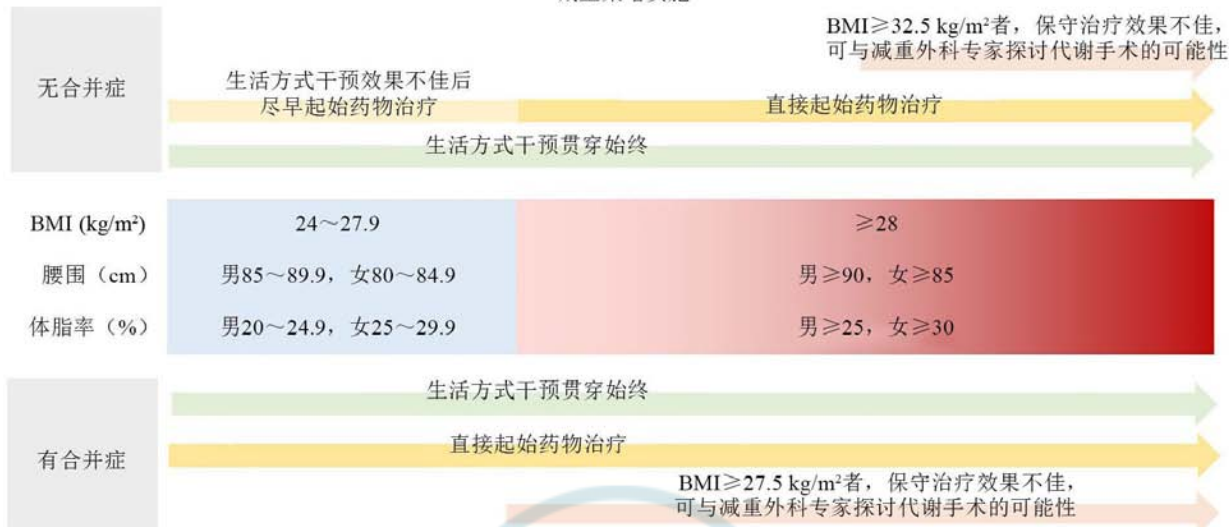 BMI≥32.5 kg/m²者，保守治疗效果不佳，
可与减重外科专家探讨代谢手术的可能性
无合并症
生活方式干预效果不佳后
尽早起始药物治疗
直接起始药物治疗
生活方式干预贯穿始终
BMI (kg/m²) 24～27.9 ≥28
腰围（cm） 男85～89.9，女80～84.9 男≥90，女≥85
体脂率（%） 男20～24.9，女25～29.9 男≥25，女≥30
生活方式干预贯穿始终
直接起始药物治疗
有合并症
BMI≥27.5 kg/m²者，保守治疗效果不佳，
可与减重外科专家探讨代谢手术的可能性